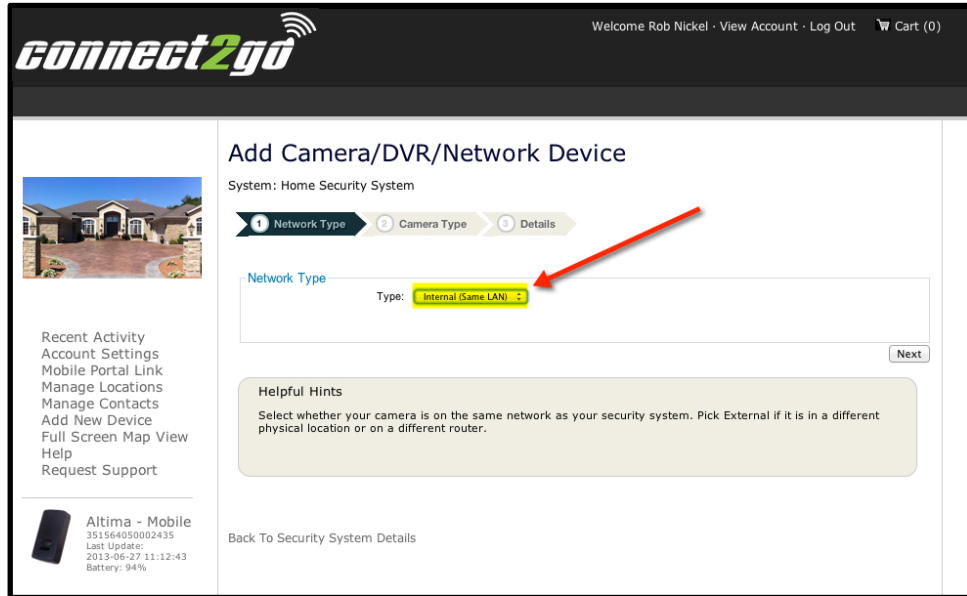 connect2go
Welcome Rob Nickel · View Account · Log Out Cart (0)
Add Camera/DVR/Network Device
System: Home Security System
1 Network Type 2 Camera Type 3 Details
Network Type
Type: Internal (Same LAN)
Next
Helpful Hints
Select whether your camera is on the same network as your security system. Pick External if it is in a different
physical location or on a different router.
Back To Security System Details
Recent Activity
Account Settings
Mobile Portal Link
Manage Locations
Manage Contacts
Add New Device
Full Screen Map View
Help
Request Support
Altima - Mobile
351564050002435
Last Update:
2013-06-27 11:12:43
Battery: 94%